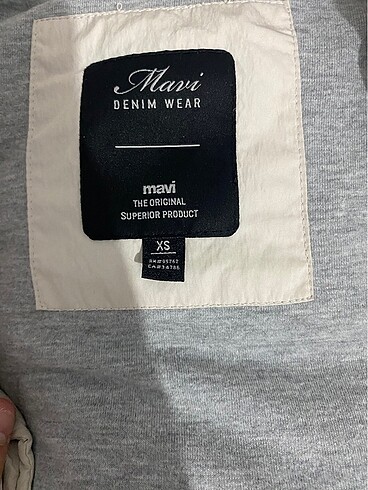 Mavi
DENIM WEAR
mavi
THE ORIGINAL
SUPERIOR PRODUCT
XS